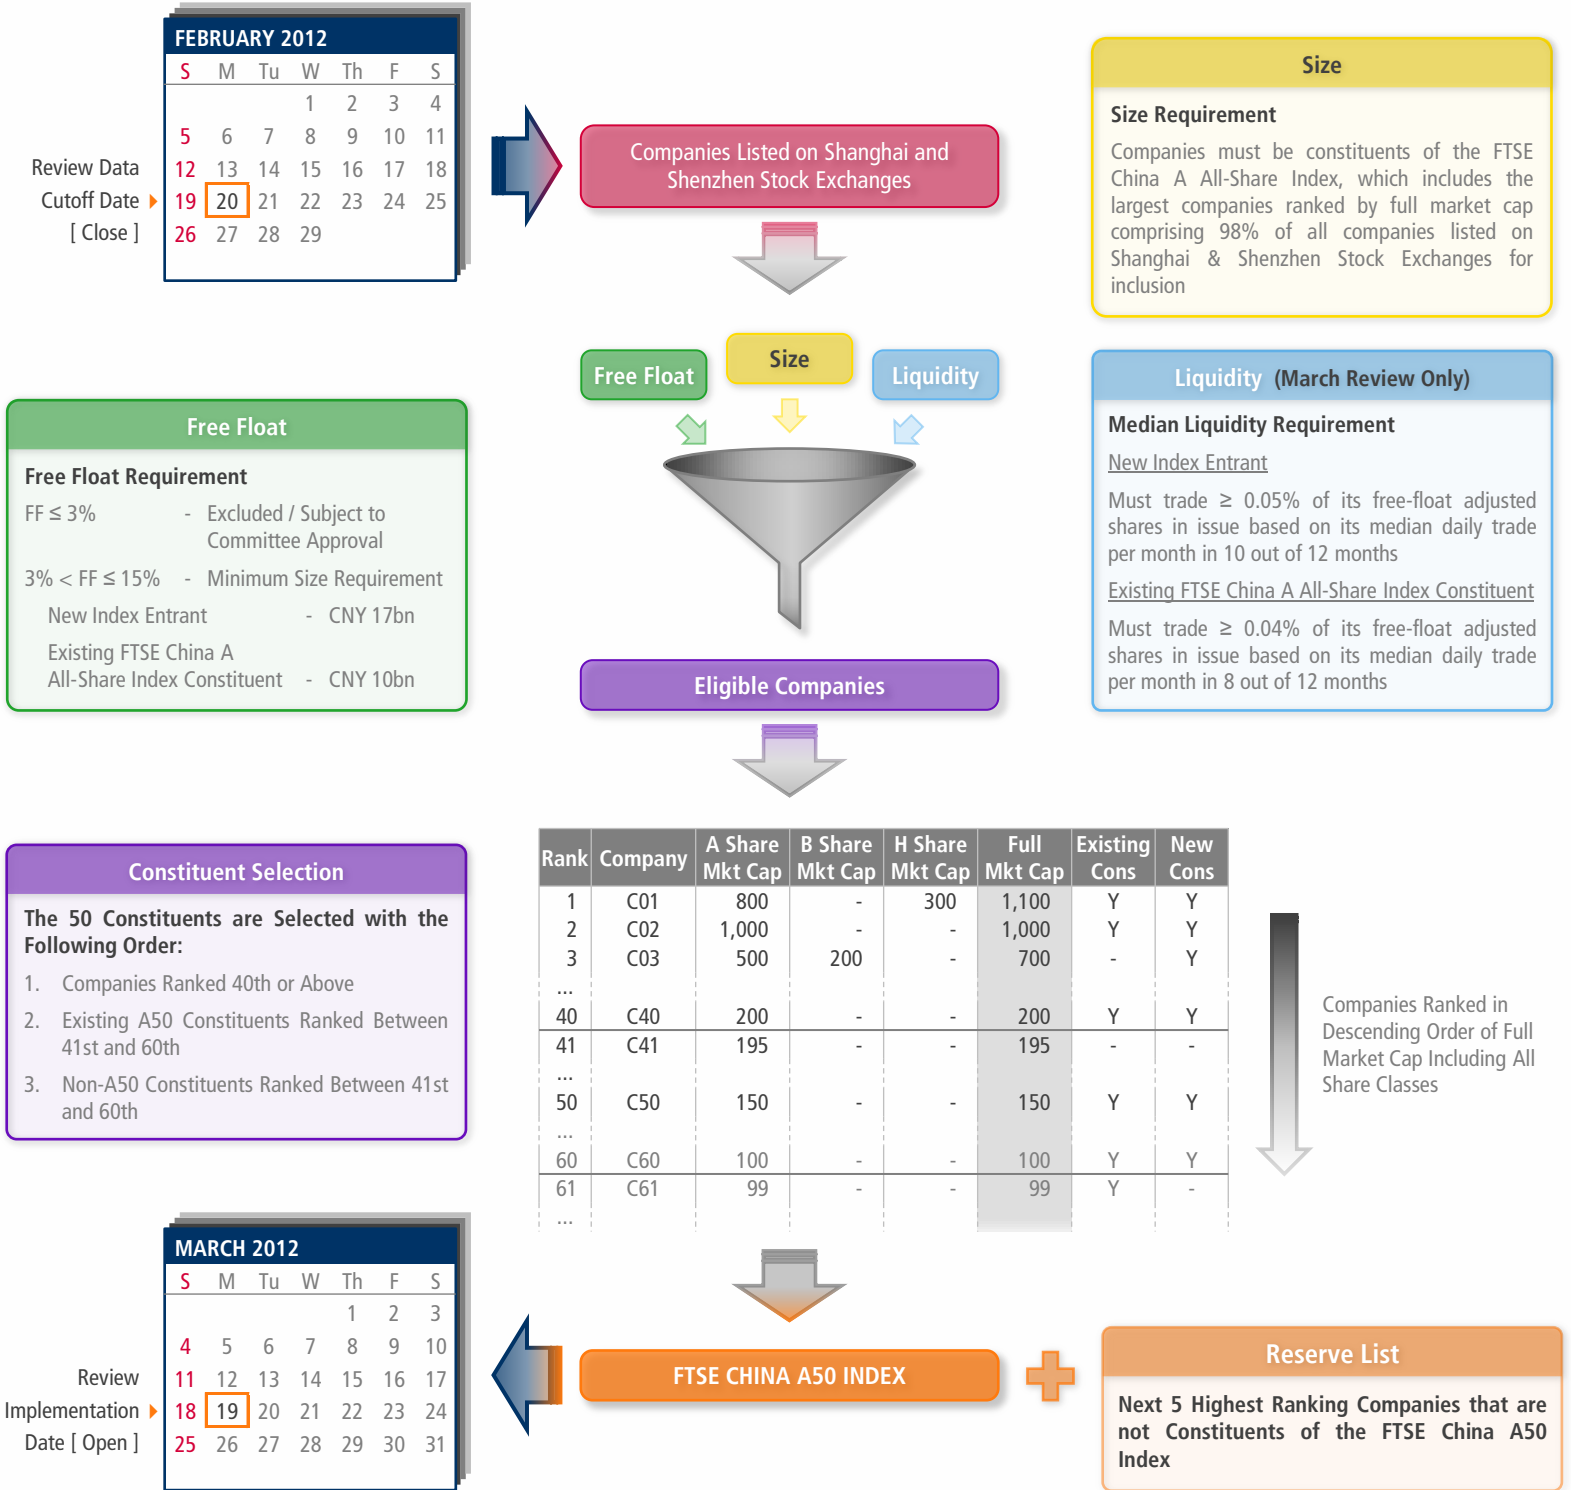 FEBRUARY 2012
S M Tu W Th F S
1 2 3 4
5 6 7 8 9 10 11
12 13 14 15 16 17 18
19 20 21 22 23 24 25
26 27 28 29
Review Data
Cutoff Date
[ Close ]
Companies Listed on Shanghai and
Shenzhen Stock Exchanges
Size
Size Requirement
Companies must be constituents of the FTSE
China A All-Share Index, which includes the
largest companies ranked by full market cap
comprising 98% of all companies listed on
Shanghai & Shenzhen Stock Exchanges for
inclusion
Free Float
Size
Liquidity
Free Float
Free Float Requirement
FF ≤ 3% - Excluded / Subject to
Committee Approval
3% < FF ≤ 15% - Minimum Size Requirement
New Index Entrant - CNY 17bn
Existing FTSE China A
All-Share Index Constituent - CNY 10bn
Liquidity (March Review Only)
Median Liquidity Requirement
New Index Entrant
Must trade ≥ 0.05% of its free-float adjusted
shares in issue based on its median daily trade
per month in 10 out of 12 months
Existing FTSE China A All-Share Index Constituent
Must trade ≥ 0.04% of its free-float adjusted
shares in issue based on its median daily trade
per month in 8 out of 12 months
Eligible Companies
Constituent Selection
The 50 Constituents are Selected with the
Following Order:
1. Companies Ranked 40th or Above
2. Existing A50 Constituents Ranked Between
41st and 60th
3. Non-A50 Constituents Ranked Between 41st
and 60th
Rank Company A Share Mkt Cap B Share Mkt Cap H Share Mkt Cap Full Mkt Cap Existing Cons New Cons
1 C01 800 - 300 1,100 Y Y
2 C02 1,000 - - 1,000 Y Y
3 C03 500 200 - 700 - Y
...
40 C40 200 - - 200 Y Y
41 C41 195 - - 195 - -
...
50 C50 150 - - 150 Y Y
...
60 C60 100 - - 100 Y Y
61 C61 99 - - 99 Y -
...
Companies Ranked in
Descending Order of Full
Market Cap Including All
Share Classes
MARCH 2012
S M Tu W Th F S
1 2 3
4 5 6 7 8 9 10
11 12 13 14 15 16 17
18 19 20 21 22 23 24
25 26 27 28 29 30 31
Review
Implementation
Date [ Open ]
FTSE CHINA A50 INDEX
Reserve List
Next 5 Highest Ranking Companies that are
not Constituents of the FTSE China A50
Index